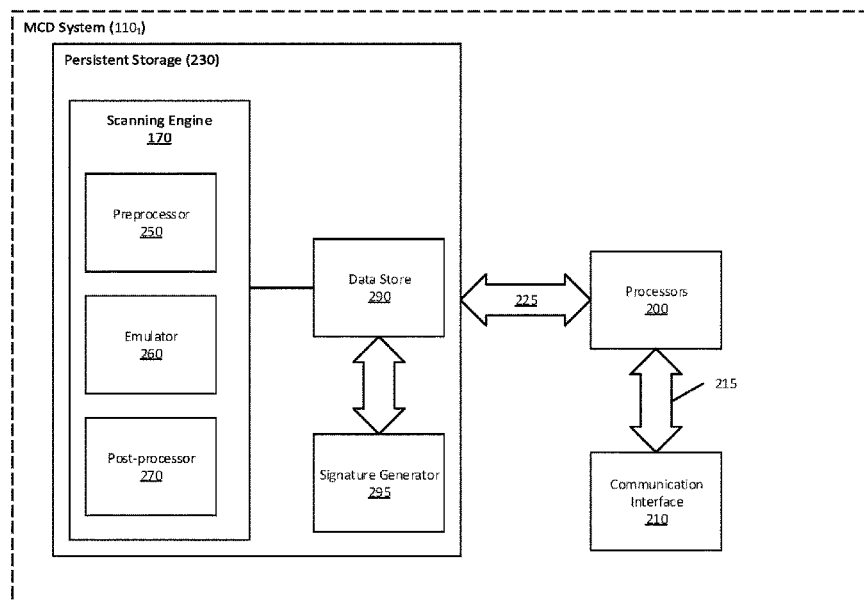 MCD System (110₁)
Persistent Storage (230)
Scanning Engine
170
Preprocessor
250
Emulator
260
Post-processor
270
Data Store
290
Signature Generator
295
225
Processors
200
215
Communication
Interface
210